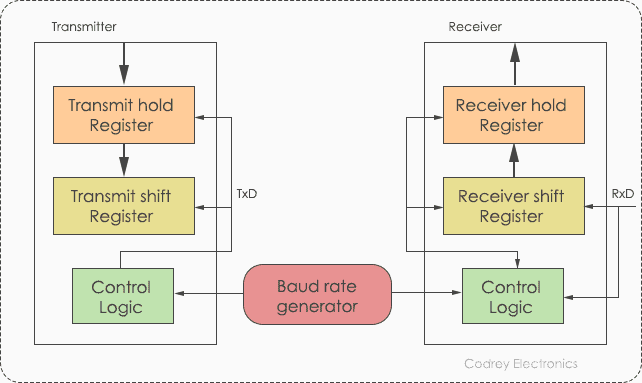 Transmitter
Receiver
Transmit hold
Register
Receiver hold
Register
Transmit shift
Register
TxD
Receiver shift
Register
RxD
Control
Logic
Baud rate
generator
Control
Logic
Codrey Electronics